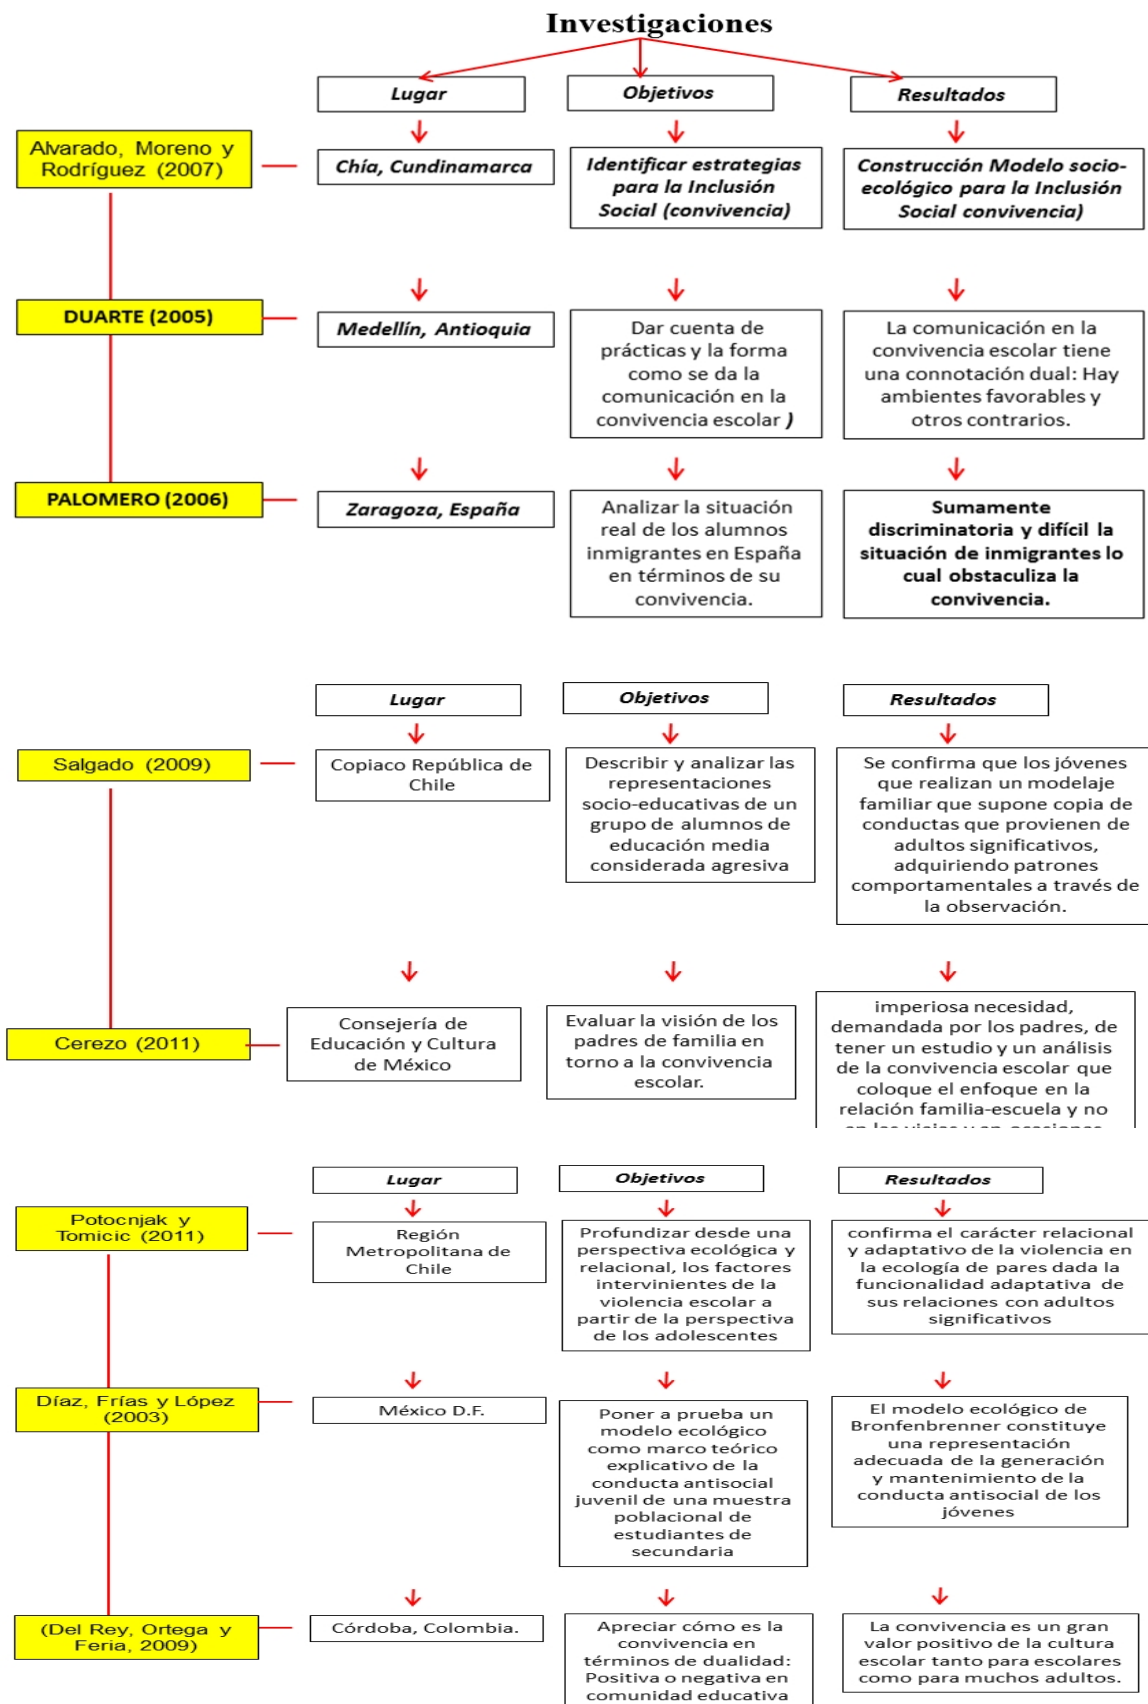 Investigaciones
Lugar
Objetivos
Resultados
Alvarado, Moreno y
Rodríguez (2007)
Chía, Cundinamarca
Identificar estrategias
para la Inclusión
Social (convivencia)
Construcción Modelo socio-
ecológico para la Inclusión
Social convivencia)
DUARTE (2005)
Medellín, Antioquia
Dar cuenta de
prácticas y la forma
como se da la
comunicación en la
convivencia escolar )
La comunicación en la
convivencia escolar tiene
una connotación dual: Hay
ambientes favorables y
otros contrarios.
PALOMERO (2006)
Zaragoza, España
Analizar la situación
real de los alumnos
inmigrantes en España
en términos de su
convivencia.
Sumamente
discriminatoria y difícil la
situación de inmigrantes lo
cual obstaculiza la
convivencia.
Lugar
Objetivos
Resultados
Salgado (2009)
Copiaco República de
Chile
Describir y analizar las
representaciones
socio-educativas de un
grupo de alumnos de
educación media
considerada agresiva
Se confirma que los jóvenes
que realizan un modelaje
familiar que supone copia de
conductas que provienen de
adultos significativos,
adquiriendo patrones
comportamentales a través de
la observación.
Cerezo (2011)
Consejería de
Educación y Cultura
de México
Evaluar la visión de los
padres de familia en
torno a la convivencia
escolar.
imperiosa necesidad,
demandada por los padres, de
tener un estudio y un análisis
de la convivencia escolar que
coloque el enfoque en la
relación familia-escuela y no
Lugar
Objetivos
Resultados
Potocnjak y
Tomicic (2011)
Región
Metropolitana de
Chile
Profundizar desde una
perspectiva ecológica y
relacional, los factores
intervinientes de la
violencia escolar a
partir de la perspectiva
de los adolescentes
confirma el carácter relacional
y adaptativo de la violencia en
la ecología de pares dada la
funcionalidad adaptativa de
sus relaciones con adultos
significativos
Díaz, Frías y López
(2003)
México D.F.
Poner a prueba un
modelo ecológico
como marco teórico
explicativo de la
conducta antisocial
juvenil de una muestra
poblacional de
estudiantes de
secundaria
El modelo ecológico de
Bronfenbrenner constituye
una representación
adecuada de la generación
y mantenimiento de la
conducta antisocial de los
jóvenes
(Del Rey, Ortega y
Feria, 2009)
Córdoba, Colombia.
Apreciar cómo es la
convivencia en
términos de dualidad:
Positiva o negativa en
comunidad educativa
La convivencia es un gran
valor positivo de la cultura
escolar tanto para escolares
como para muchos adultos.